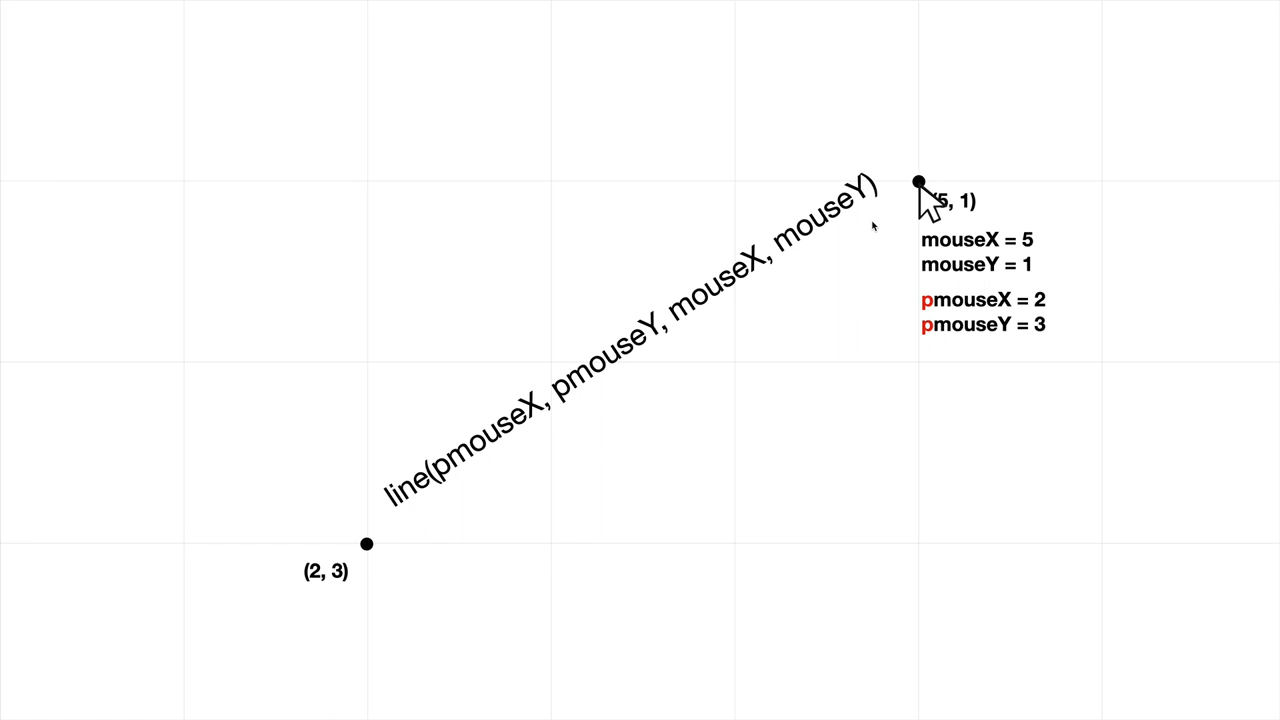 line(pmouseX, pmouseY, mouseX, mouseY)
(5, 1)
mouseX = 5
mouseY = 1
pmouseX = 2
pmouseY = 3
(2, 3)